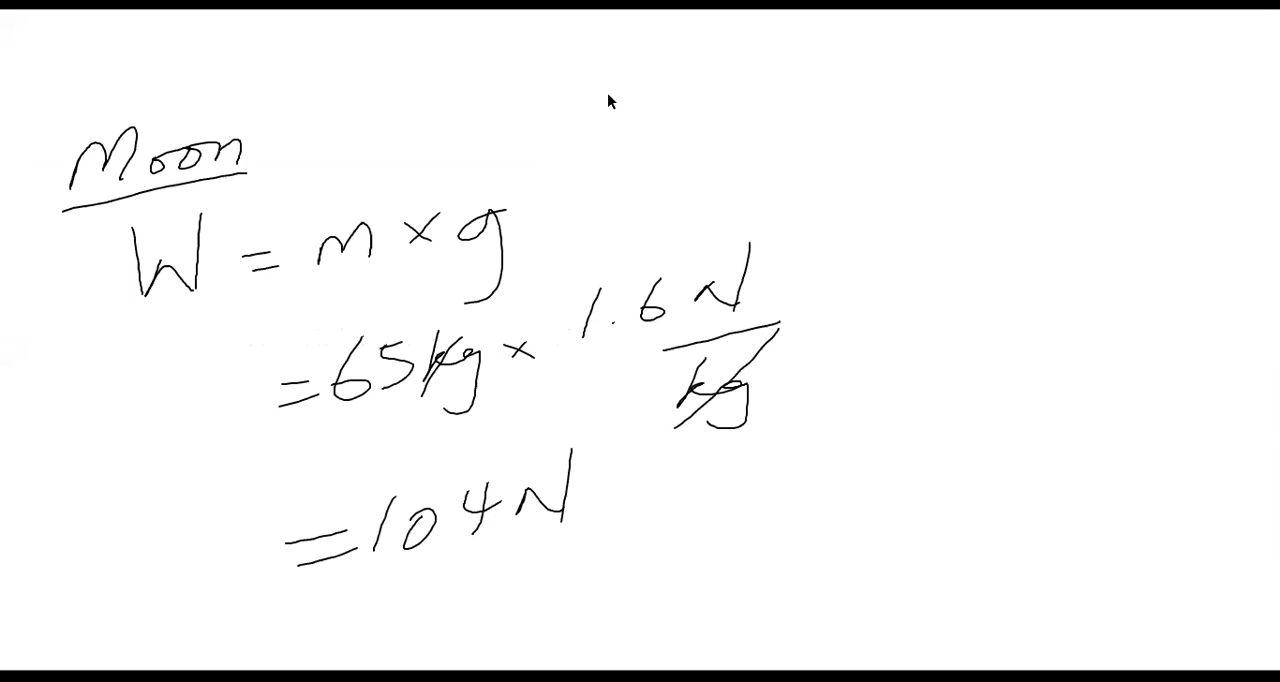 Moon
W = m × g
= 65 kg × 1.6 N/kg
= 104 N